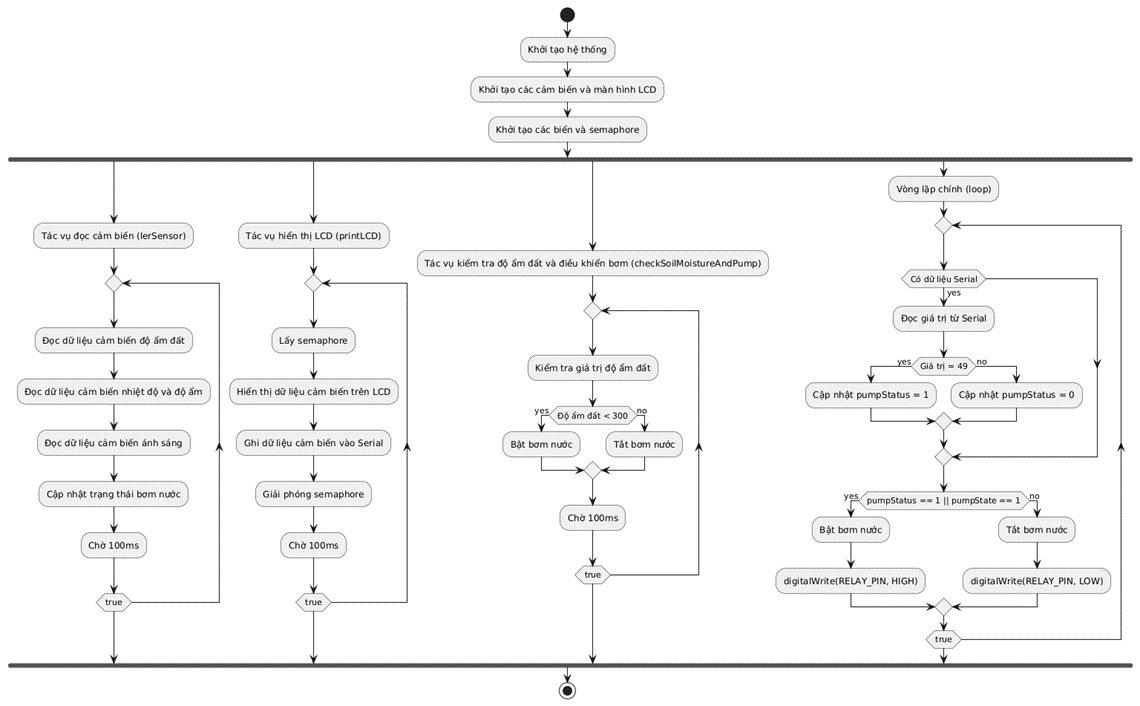 Khởi tạo hệ thống
Khởi tạo các cảm biến và màn hình LCD
Khởi tạo các biến và semaphore
Tác vụ đọc cảm biến (lerSensor)
Đọc dữ liệu cảm biến độ ẩm đất
Đọc dữ liệu cảm biến nhiệt độ và độ ẩm
Đọc dữ liệu cảm biến ánh sáng
Cập nhật trạng thái bơm nước
Chờ 100ms
true
Tác vụ hiển thị LCD (printLCD)
Lấy semaphore
Hiển thị dữ liệu cảm biến trên LCD
Ghi dữ liệu cảm biến vào Serial
Giải phóng semaphore
Chờ 100ms
true
Tác vụ kiểm tra độ ẩm đất và điều khiển bơm (checkSoilMoistureAndPump)
Kiểm tra giá trị độ ẩm đất
yes
Độ ẩm đất < 300
no
Bật bơm nước
Tắt bơm nước
Chờ 100ms
true
Vòng lặp chính (loop)
Có dữ liệu Serial
yes
Đọc giá trị từ Serial
yes
Giá trị = 49
no
Cập nhật pumpStatus = 1
Cập nhật pumpStatus = 0
yes
pumpStatus == 1 || pumpState == 1
no
Bật bơm nước
Tắt bơm nước
digitalWrite(RELAY_PIN, HIGH)
digitalWrite(RELAY_PIN, LOW)
true